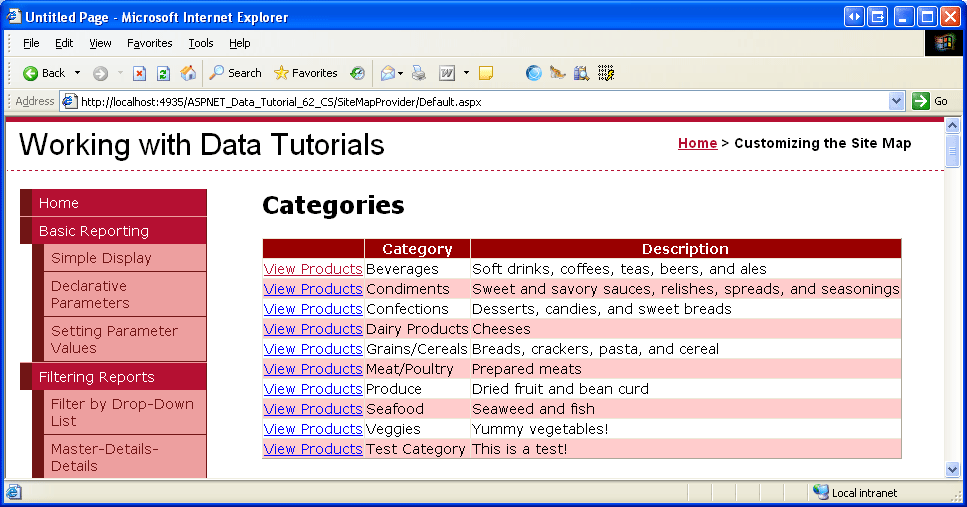 Untitled Page - Microsoft Internet Explorer
File Edit View Favorites Tools Help
Back Search Favorites
Address http://localhost:4935/ASPNET_Data_Tutorial_62_CS/SiteMapProvider/Default.aspx Go
Working with Data Tutorials
Home > Customizing the Site Map
Home
Basic Reporting
Simple Display
Declarative
Parameters
Setting Parameter
Values
Filtering Reports
Filter by Drop-Down
List
Master-Details-
Details
Categories
Category Description
View Products Beverages Soft drinks, coffees, teas, beers, and ales
View Products Condiments Sweet and savory sauces, relishes, spreads, and seasonings
View Products Confections Desserts, candies, and sweet breads
View Products Dairy Products Cheeses
View Products Grains/Cereals Breads, crackers, pasta, and cereal
View Products Meat/Poultry Prepared meats
View Products Produce Dried fruit and bean curd
View Products Seafood Seaweed and fish
View Products Veggies Yummy vegetables!
View Products Test Category This is a test!
Local intranet